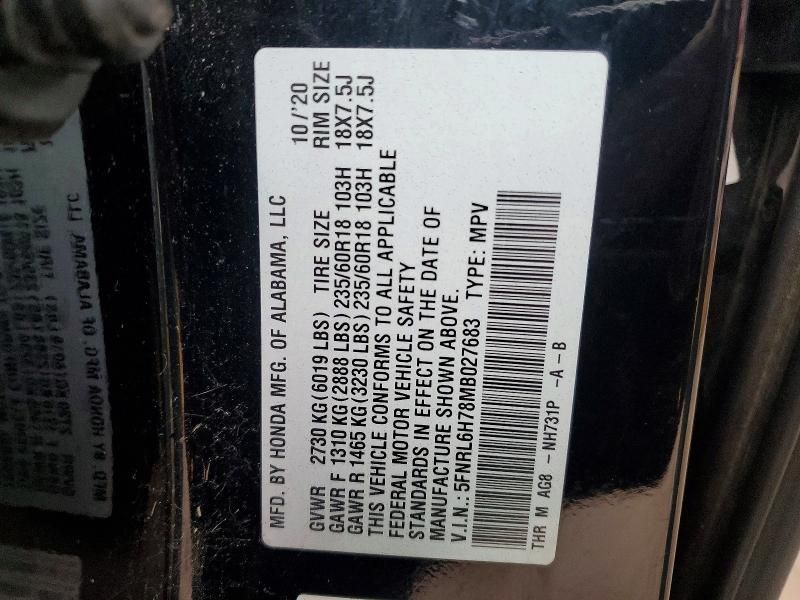 MFD. BY HONDA MFG. OF ALABAMA, LLC 10/'20
GVWR 2730 KG(6019 LBS) TIRE SIZE RIM SIZE
GAWR F 1310 KG(2888 LBS)235/60R18 103H 18X7.5J
GAWR R 1465 KG(3230 LBS)235/60R18 103H 18X7.5J
THIS VEHICLE CONFORMS TO ALL APPLICABLE
FEDERAL MOTOR VEHICLE SAFETY
STANDARDS IN EFFECT ON THE DATE OF
MANUFACTURE SHOWN ABOVE.
V.I.N.:5FNRL6H78MB027683 TYPE: MPV
THR M AG8 - NH731P -A-B